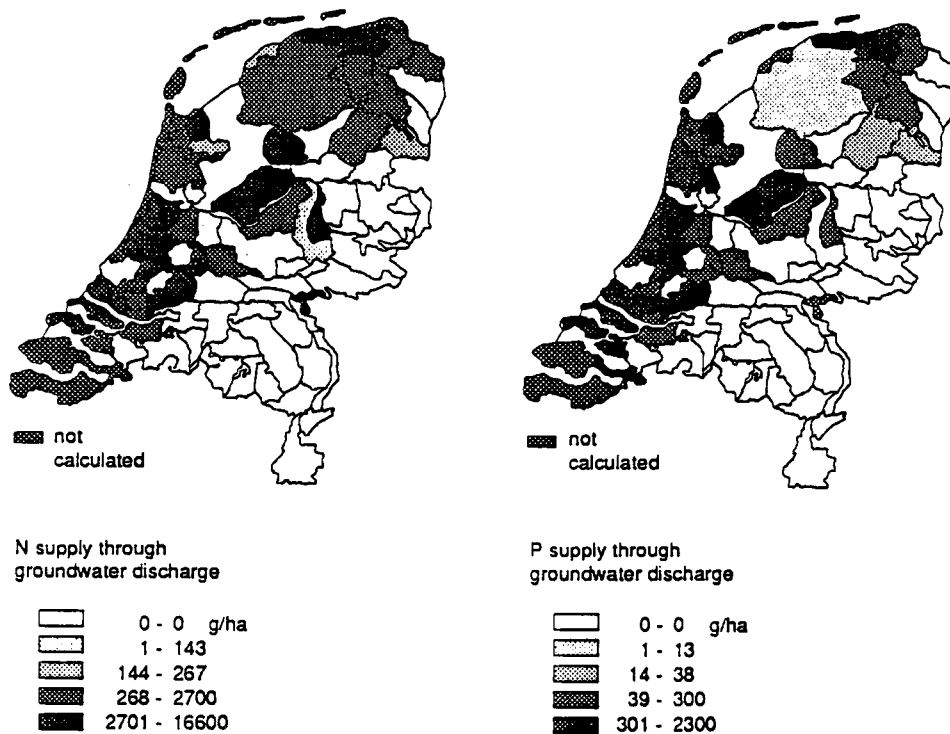 not
calculated
N supply through
groundwater discharge
0 - 0 g/ha
1 - 143
144 - 267
268 - 2700
2701 - 16600
not
calculated
P supply through
groundwater discharge
0 - 0 g/ha
1 - 13
14 - 38
39 - 300
301 - 2300